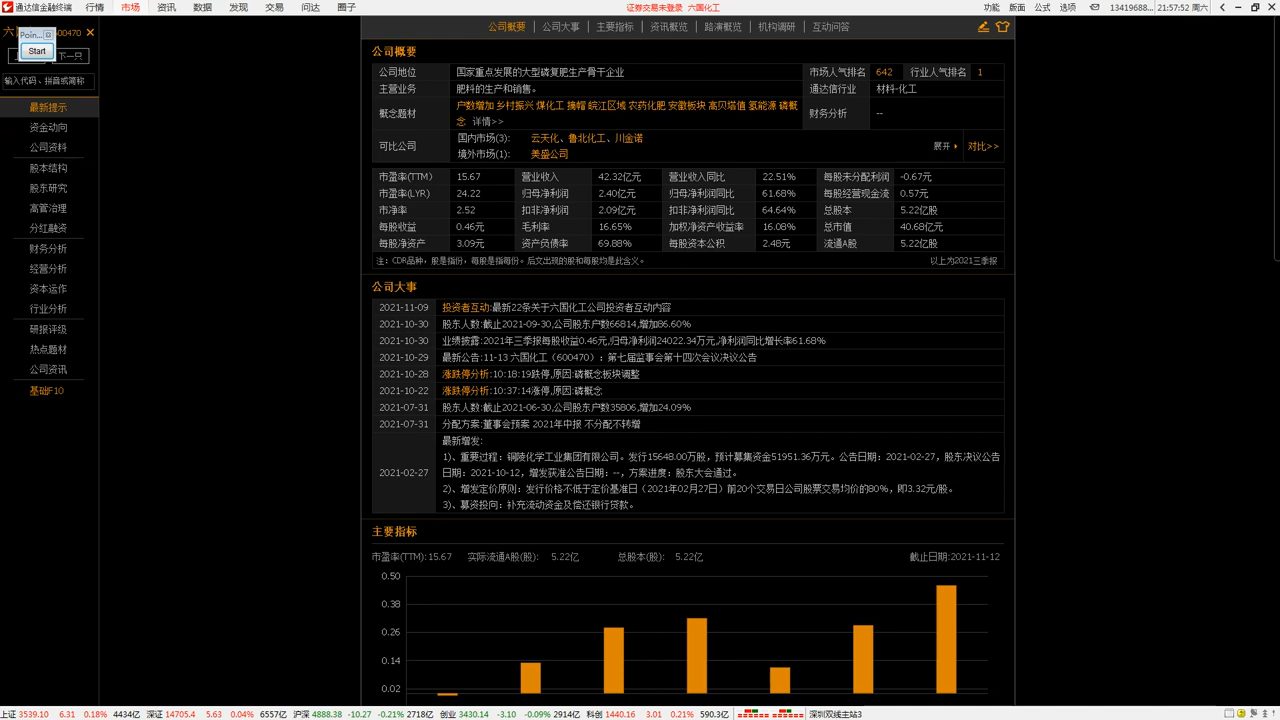 通达信金融终端 行情 市场 资讯 数据 发现 交易 问达 圈子 证券交易未登录 六国化工 功能 版面 公式 选项 13419688... 21:57:52 周六
Poin... 600470
Start
下一只
输入代码、拼音或简称
最新提示
资金动向
公司资料
股本结构
股东研究
高管治理
分红融资
财务分析
经营分析
资本运作
行业分析
研报评级
热点题材
公司资讯
基础F10
公司概要 公司大事 主要指标 资讯概览 路演概览 机构调研 互动问答
公司概要
公司地位 国家重点发展的大型磷复肥生产骨干企业 市场人气排名 642 行业人气排名 1
主营业务 肥料的生产和销售。 通达信行业 材料-化工
概念题材 户数增加 乡村振兴 煤化工 摘帽 皖江区域 农药化肥 安徽板块 高贝塔值 氢能源 磷概念 详情>> 财务分析 --
可比公司 国内市场(3): 云天化、鲁北化工、川金诺
境外市场(1): 美盛公司 展开 对比>>
市盈率(TTM) 15.67 营业收入 42.32亿元 营业收入同比 22.51% 每股未分配利润 -0.67元
市盈率(LYR) 24.22 归母净利润 2.40亿元 归母净利润同比 61.68% 每股经营现金流 0.57元
市净率 2.52 扣非净利润 2.09亿元 扣非净利润同比 64.64% 总股本 5.22亿股
每股收益 0.46元 毛利率 16.65% 加权净资产收益率 16.08% 总市值 40.68亿元
每股净资产 3.09元 资产负债率 69.88% 每股资本公积 2.48元 流通A股 5.22亿股
注：CDR品种，股是指份，每股是指每份。后文出现的股和每股均是此含义。 以上为2021三季报
公司大事
2021-11-09 投资者互动:最新22条关于六国化工公司投资者互动内容
2021-10-30 股东人数:截止2021-09-30,公司股东户数66814,增加86.60%
2021-10-30 业绩披露:2021年三季报每股收益0.46元,归母净利润24022.34万元,净利润同比增长率61.68%
2021-10-29 最新公告:11-13 六国化工（600470）：第七届监事会第十四次会议决议公告
2021-10-28 涨跌停分析:10:18:19跌停,原因:磷概念板块调整
2021-10-22 涨跌停分析:10:37:14涨停,原因:磷概念
2021-07-31 股东人数:截止2021-06-30,公司股东户数35806,增加24.09%
2021-07-31 分配方案:董事会预案 2021年中报 不分配不转增
2021-02-27 最新增发:
1)、重要过程：铜陵化学工业集团有限公司。发行15648.00万股，预计募集资金51951.36万元。公告日期：2021-02-27，股东决议公告
日期：2021-10-12，增发获准公告日期：--，方案进度：股东大会通过。
2)、增发定价原则：发行价格不低于定价基准日（2021年02月27日）前20个交易日公司股票交易均价的80%，即3.32元/股。
3)、募资投向：补充流动资金及偿还银行贷款。
主要指标
市盈率(TTM):15.67 实际流通A股(股): 5.22亿 总股本(股): 5.22亿 截止日期:2021-11-12
0.50
0.38
0.26
0.14
0.02
上证 3539.10 6.31 0.18% 4434亿 深证 14705.4 5.63 0.04% 6557亿 沪深 4888.38 -10.27 -0.21% 2718亿 创业 3430.14 -3.10 -0.09% 2914亿 科创 1440.16 3.01 0.21% 590.3亿 深圳双线主站3